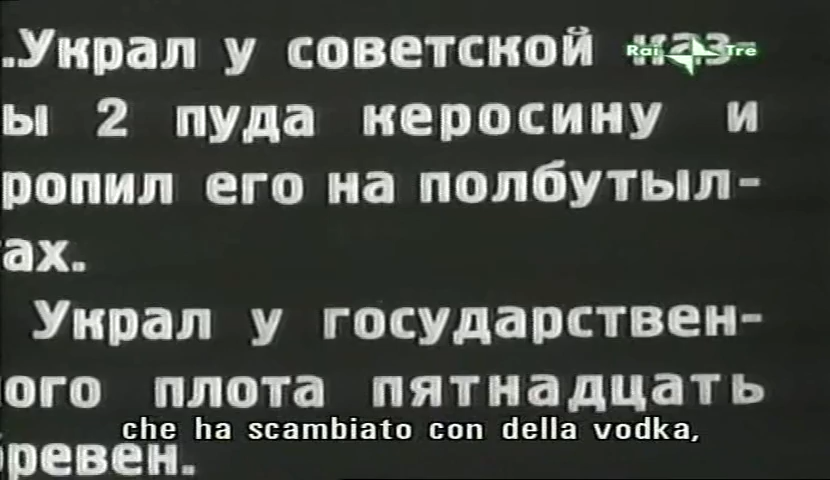 ..Украл у советской каз-
ы 2 пуда керосину и
ропил его на полбутыл-
ах.
Украл у государствен-
ого плота пятнадцать
ревен.
che ha scambiato con della vodka,
Rai Tre